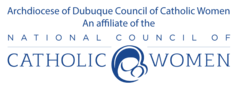 Archdiocese of Dubuque Council of Catholic Women
An affiliate of the
NATIONAL COUNCIL OF
CATHOLIC WOMEN